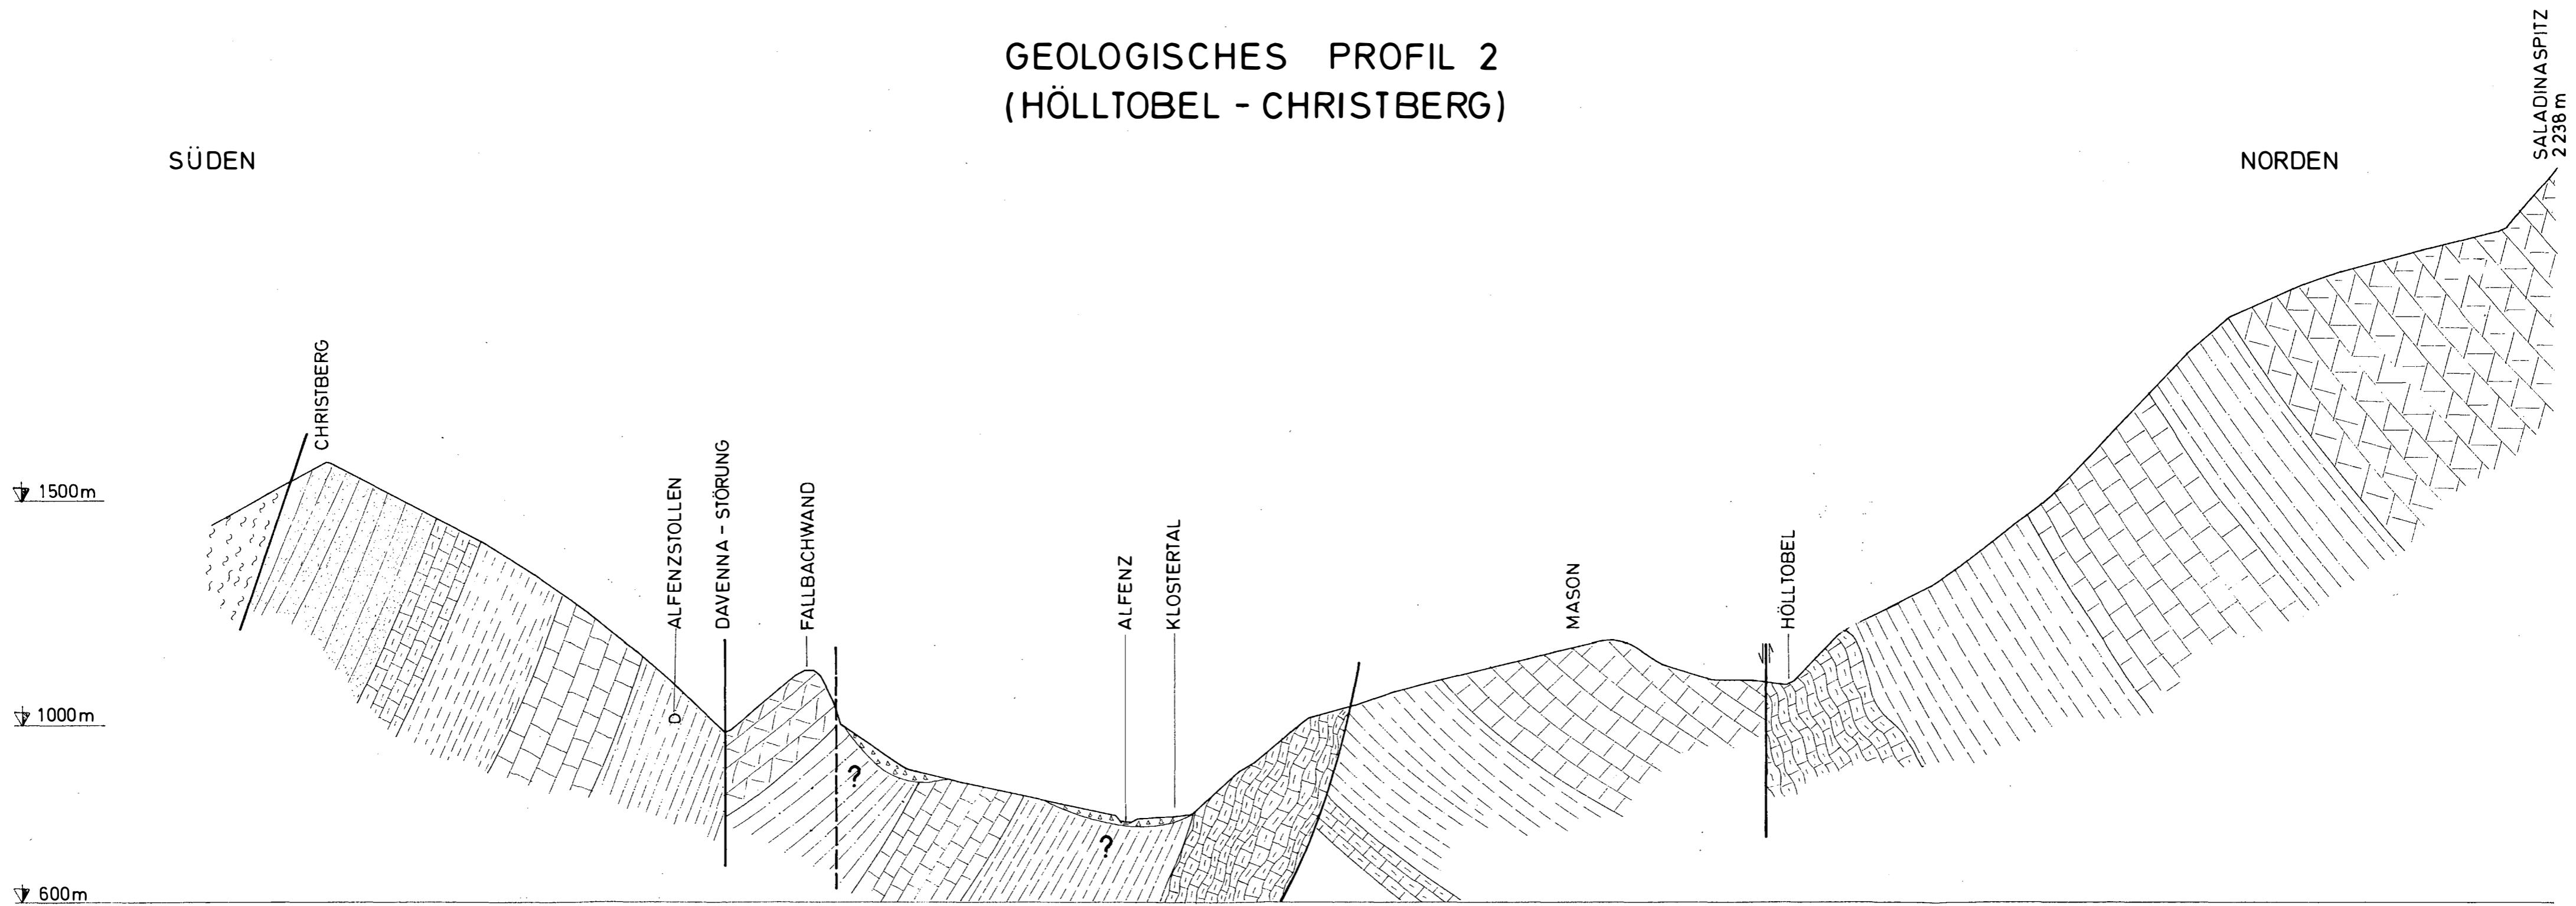 GEOLOGISCHES PROFIL 2
(HÖLLTOBEL - CHRISTBERG)
SÜDEN
NORDEN
SALADINASPITZ
2238 m
CHRISTBERG
ALFENZSTOLLEN
DAVENNA - STÖRUNG
FALLBACHWAND
ALFENZ
KLOSTERTAL
MASON
HÖLLTOBEL
1500m
1000m
600m
?
?